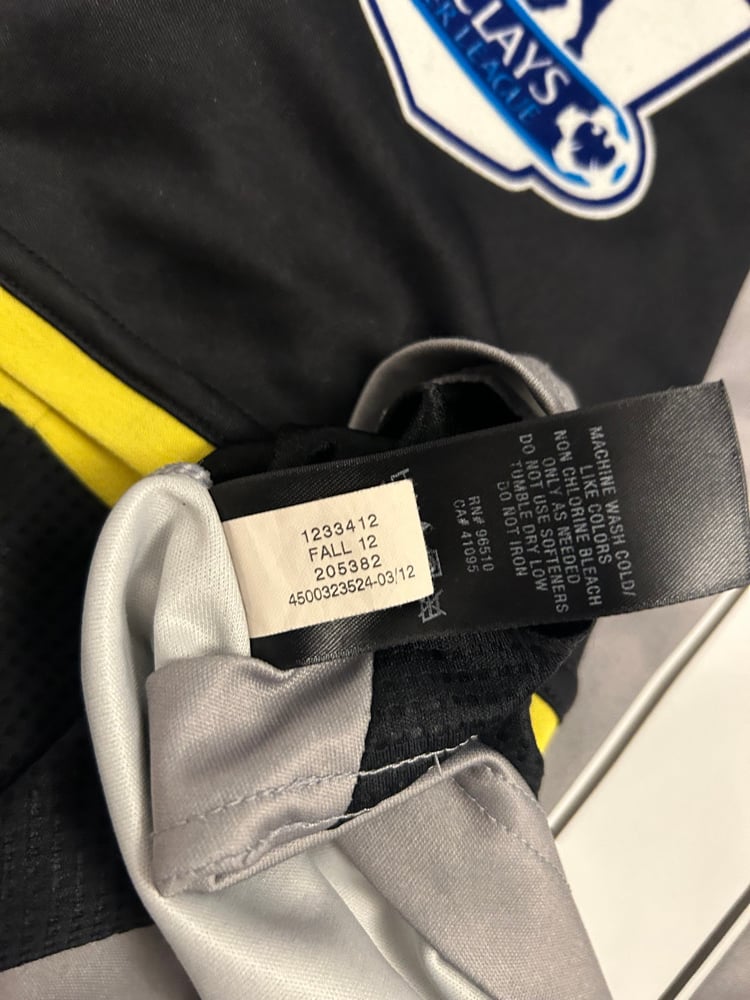 CLAYS
ER LEAGUE
1233412
FALL 12
205382
4500323524-03/12
MACHINE WASH COLD/
LIKE COLORS
NON CHLORINE BLEACH
ONLY AS NEEDED
DO NOT USE SOFTENERS
TUMBLE DRY LOW
DO NOT IRON
RN# 96510
CA# 41095